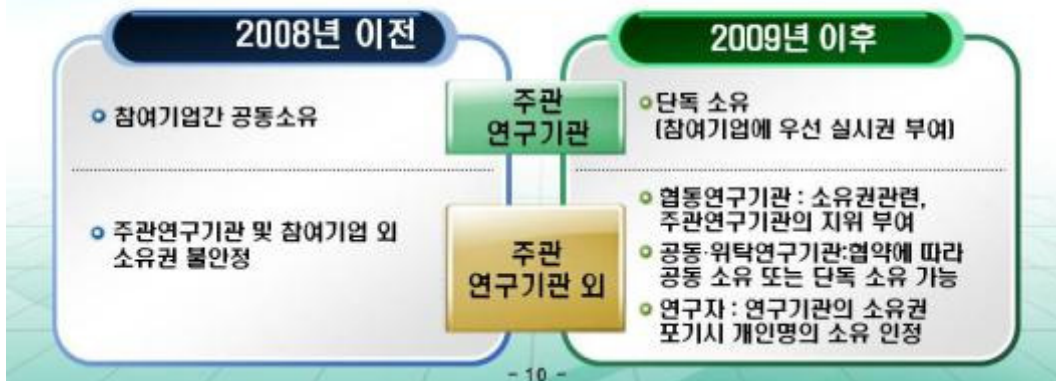 2008년 이전
2009년 이후
참여기업간 공동소유
주관
연구기관
단독 소유
(참여기업에 우선 실시권 부여)
주관연구기관 및 참여기업 외
소유권 불안정
주관
연구기관 외
협동연구기관 : 소유권관련,
주관연구기관의 지위 부여
공동·위탁연구기관:협약에 따라
공동 소유 또는 단독 소유 가능
연구자 : 연구기관의 소유권
포기시 개인명의 소유 인정
- 10 -